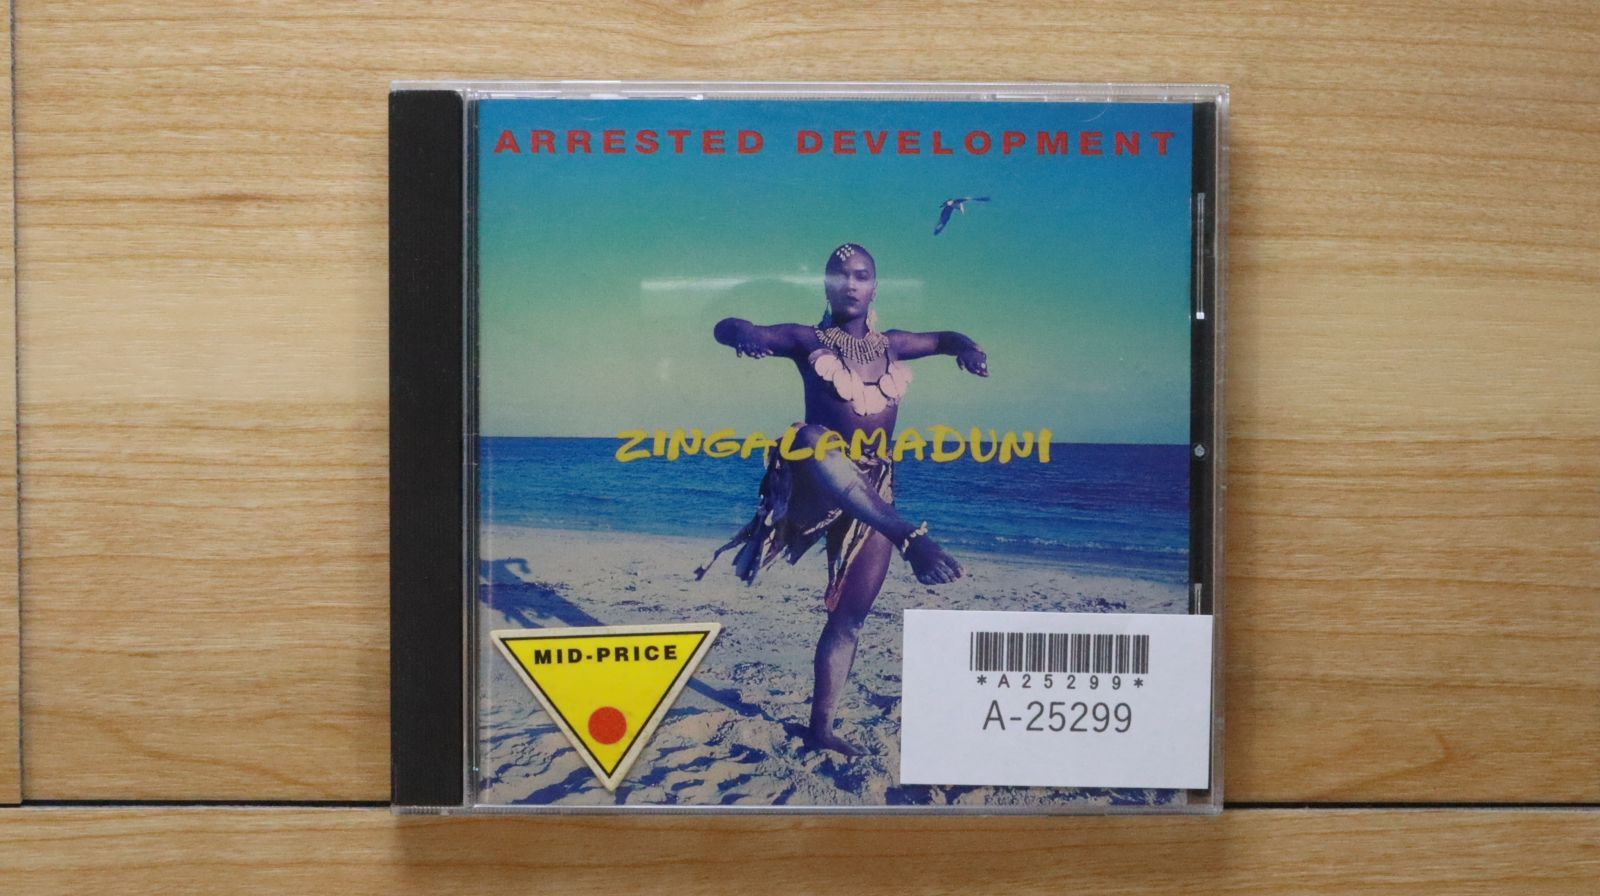 ARRESTED DEVELOPMENT
ZINGALAMADUNI
MID-PRICE
*A25299*
A-25299